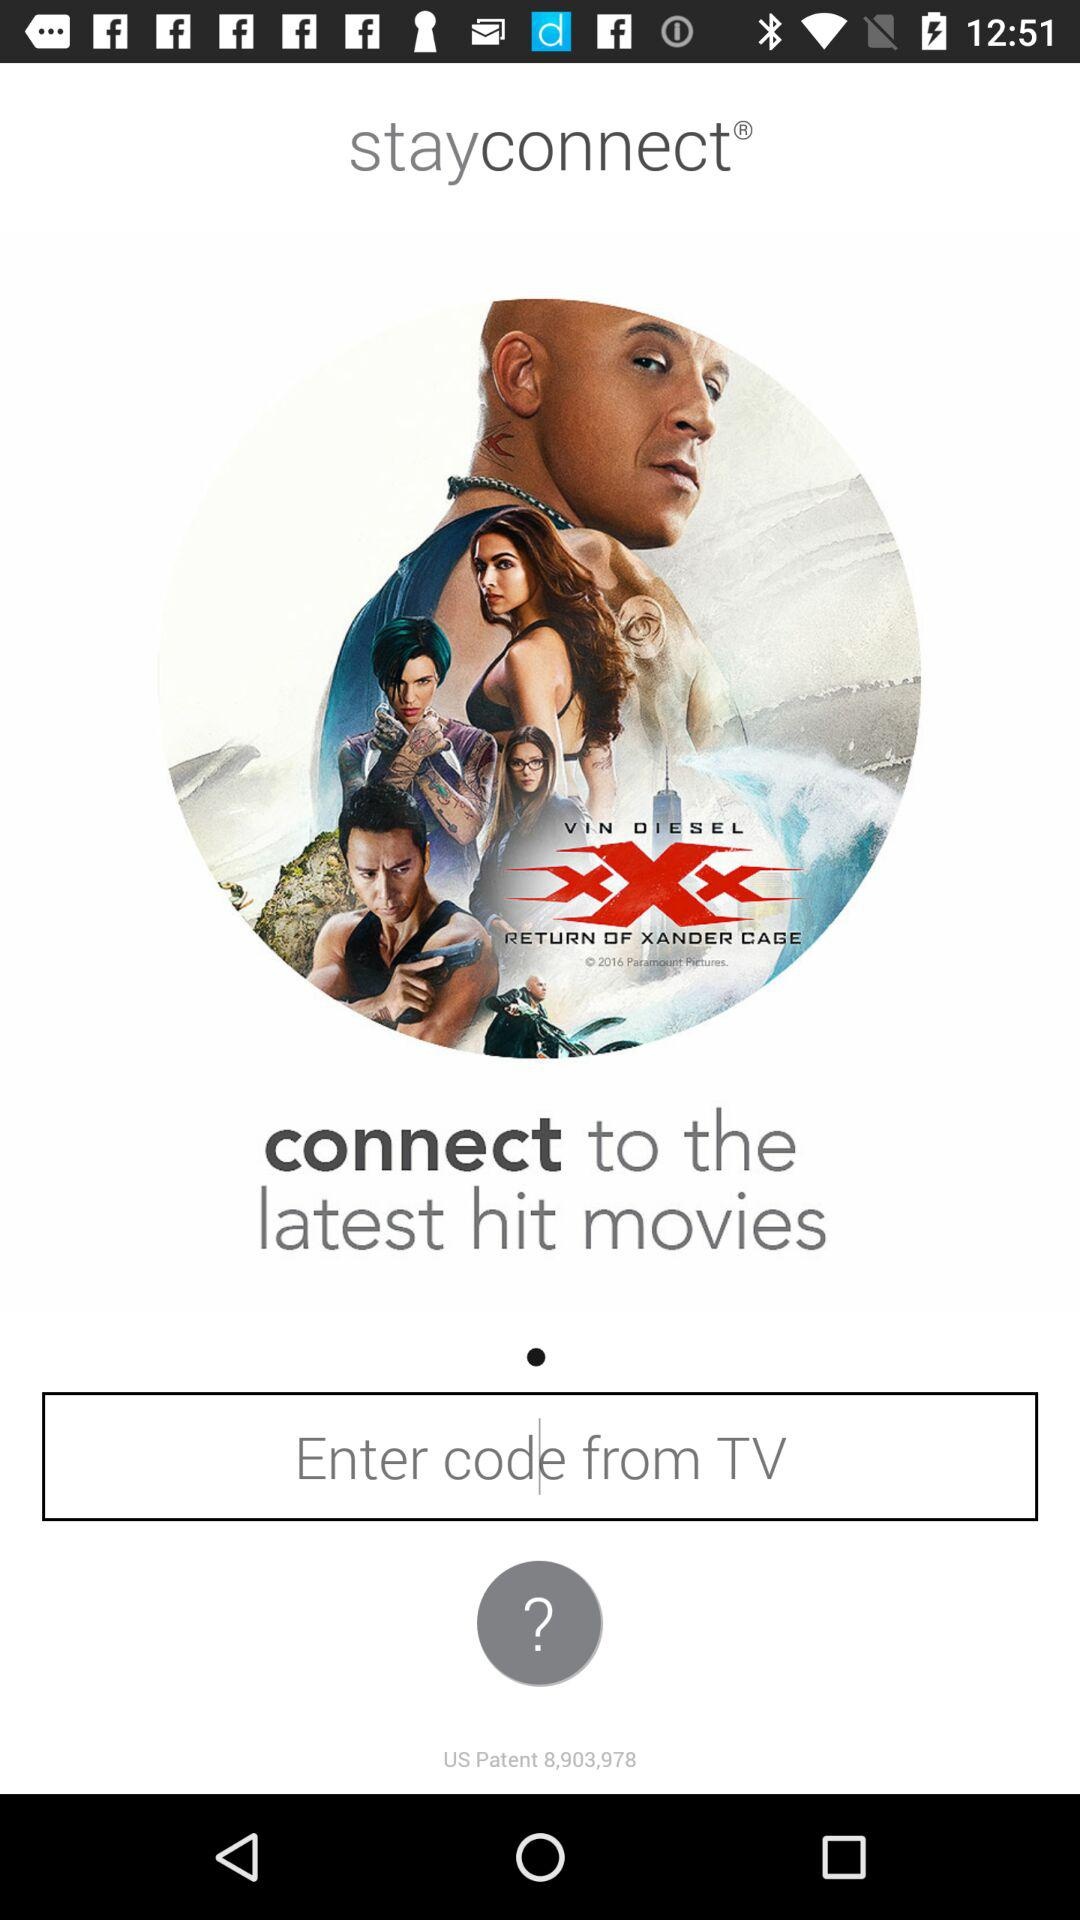 12:51
stayconnect®
VIN DIESEL
xXx
RETURN OF XANDER CAGE
© 2016 Paramount Pictures.
connect to the
latest hit movies
Enter code from TV
?
US Patent 8,903,978